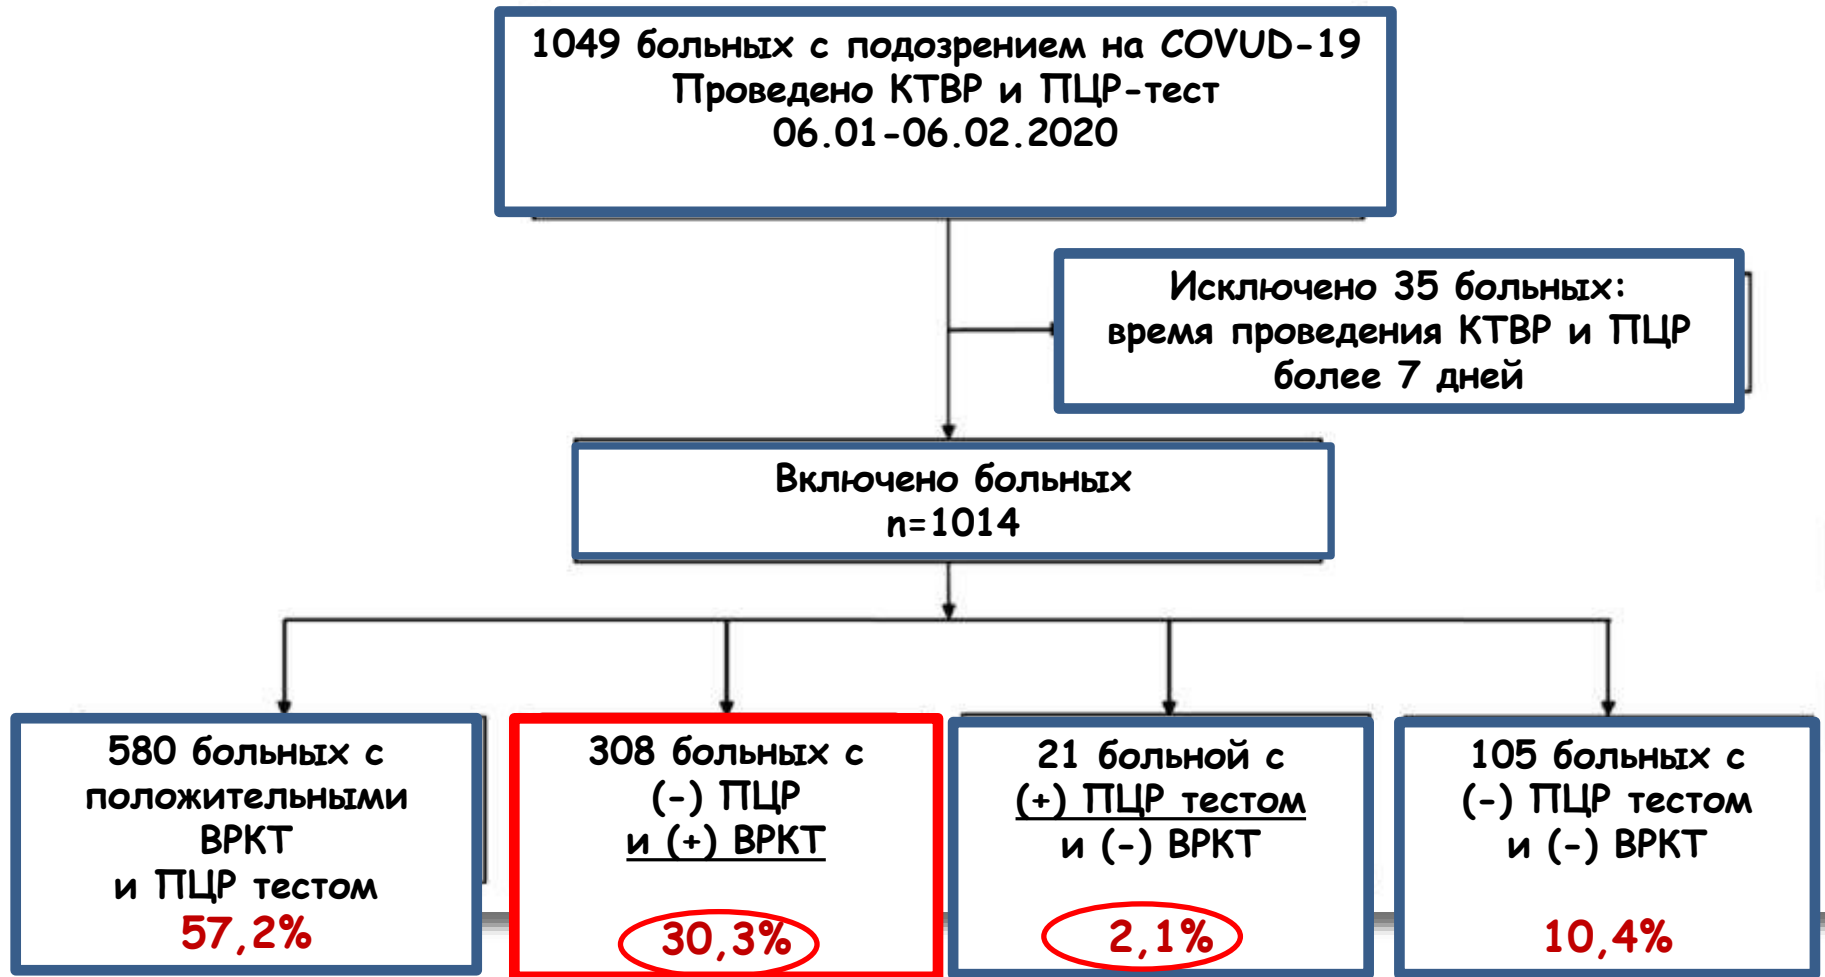 1049 больных с подозрением на COVUD-19
Проведено КТВР и ПЦР-тест
06.01-06.02.2020
Исключено 35 больных:
время проведения КТВР и ПЦР
более 7 дней
Включено больных
n=1014
580 больных с
положительными
ВРКТ
и ПЦР тестом
57,2%
308 больных с
(-) ПЦР
и (+) ВРКТ
30,3%
21 больной с
(+) ПЦР тестом
и (-) ВРКТ
2,1%
105 больных с
(-) ПЦР тестом
и (-) ВРКТ
10,4%